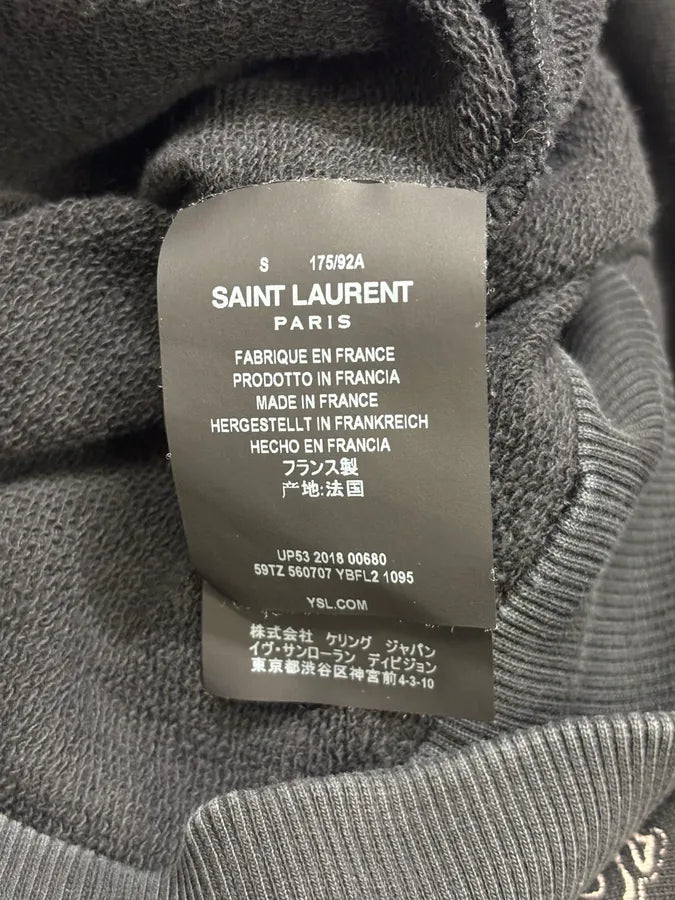 S 175/92A
SAINT LAURENT
PARIS
FABRIQUE EN FRANCE
PRODOTTO IN FRANCIA
MADE IN FRANCE
HERGESTELLT IN FRANKREICH
HECHO EN FRANCIA
フランス製
产地:法国
UP53 2018 00680
59TZ 560707 YBFL2 1095
YSL.COM
株式会社 ケリング ジャパン
イヴ・サンローラン ディビジョン
東京都渋谷区神宮前4-3-10